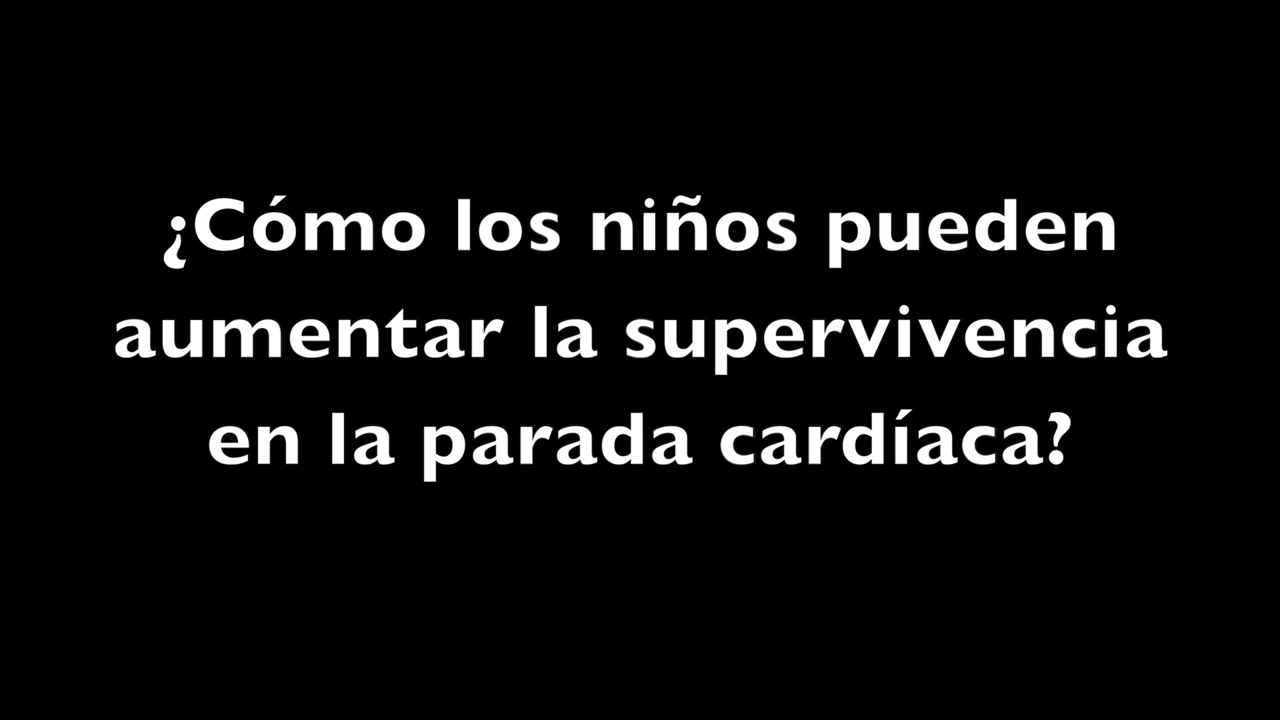 ¿Cómo los niños pueden
aumentar la supervivencia
en la parada cardíaca?